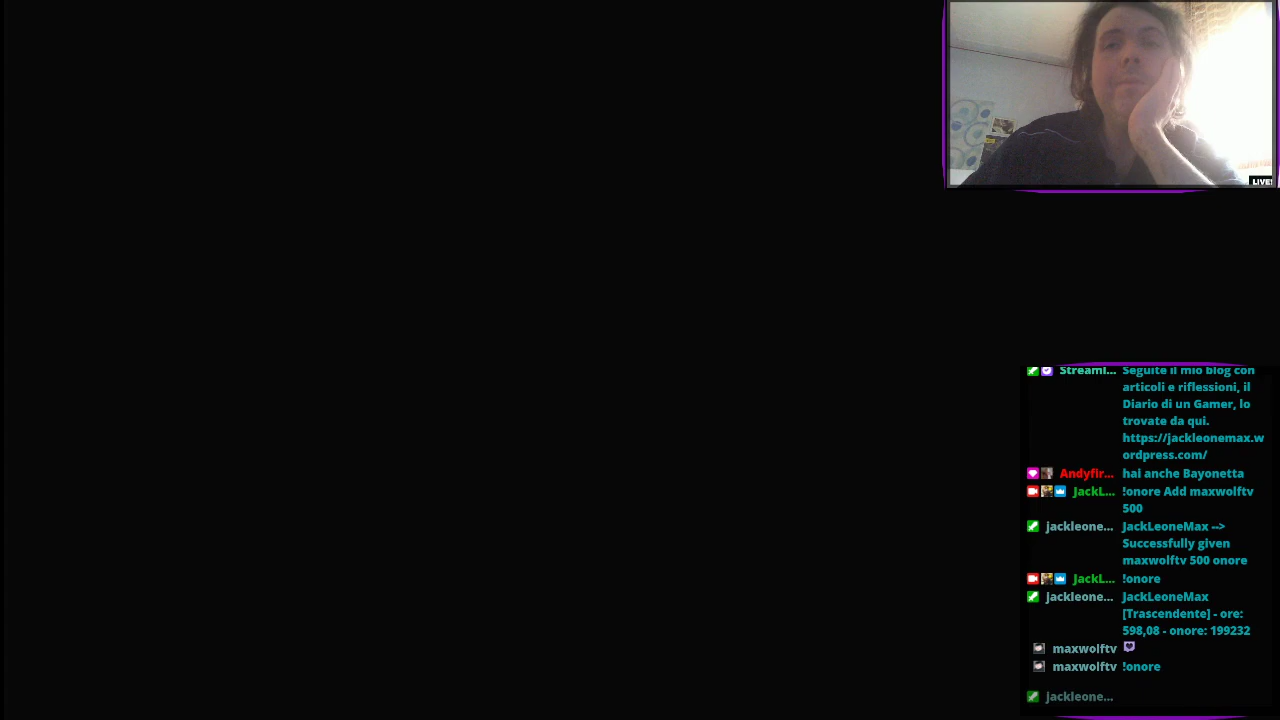 LIVE!
Streaml... Seguite il mio blog con
articoli e riflessioni, il
Diario di un Gamer, lo
trovate da qui.
https://jackleonemax.w
ordpress.com/
Andyfir... hai anche Bayonetta
JackL... !onore Add maxwolftv
500
jackleone... JackLeoneMax -->
Successfully given
maxwolftv 500 onore
JackL... !onore
jackleone... JackLeoneMax
[Trascendente] - ore:
598,08 - onore: 199232
maxwolftv
maxwolftv !onore
jackleone...